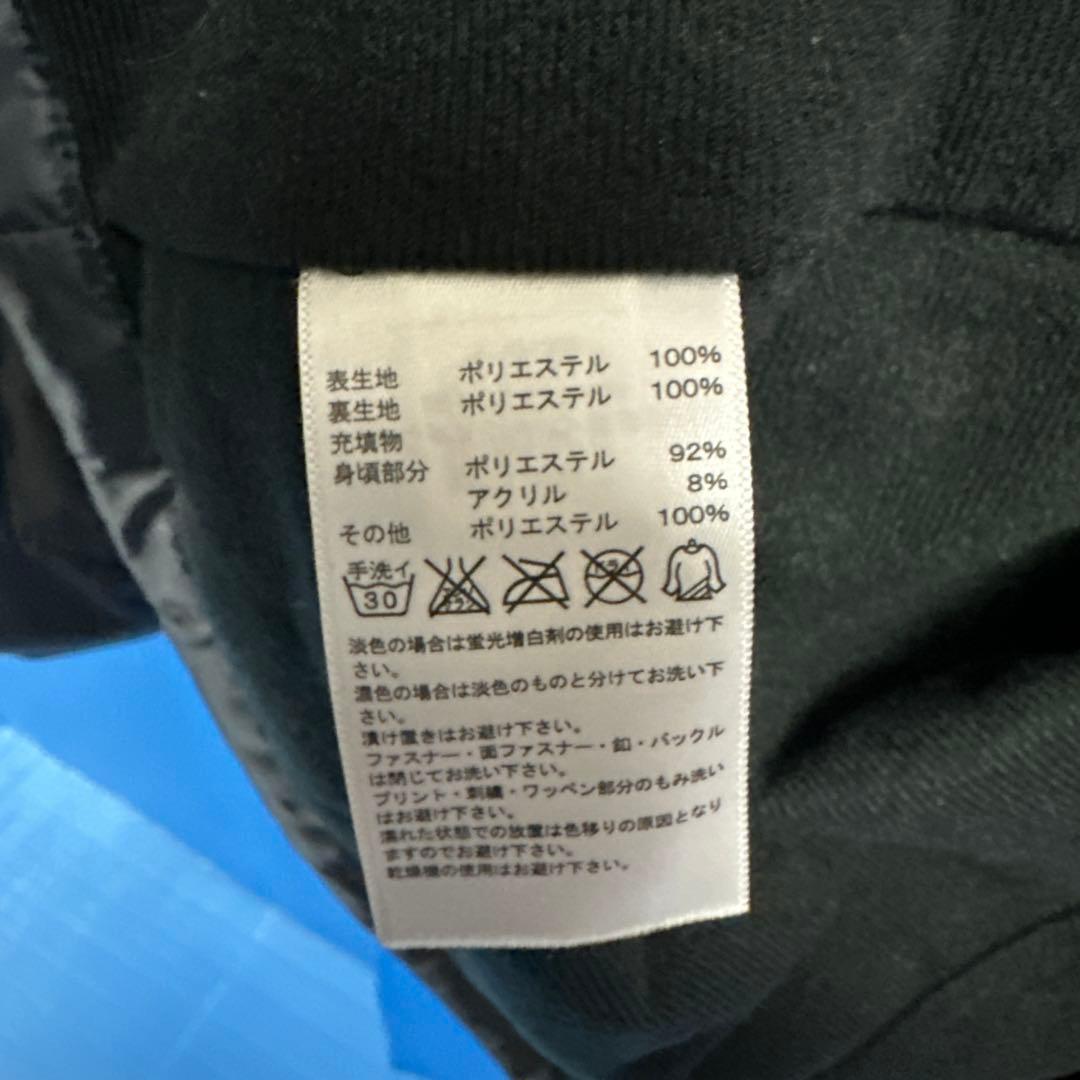 表生地 ポリエステル 100%
裏生地 ポリエステル 100%
充填物
身頃部分 ポリエステル 92%
アクリル 8%
その他 ポリエステル 100%
手洗イ
30
エンソ
サラシ
ドライ
淡色の場合は蛍光増白剤の使用はお避け下
さい。
濃色の場合は淡色のものと分けてお洗い下
さい。
漬け置きはお避け下さい。
ファスナー・面ファスナー・釦・バックル
は閉じてお洗い下さい。
プリント・刺繍・ワッペン部分のもみ洗い
はお避け下さい。
濡れた状態での放置は色移りの原因となり
ますのでお避け下さい。
乾燥機の使用はお避け下さい。